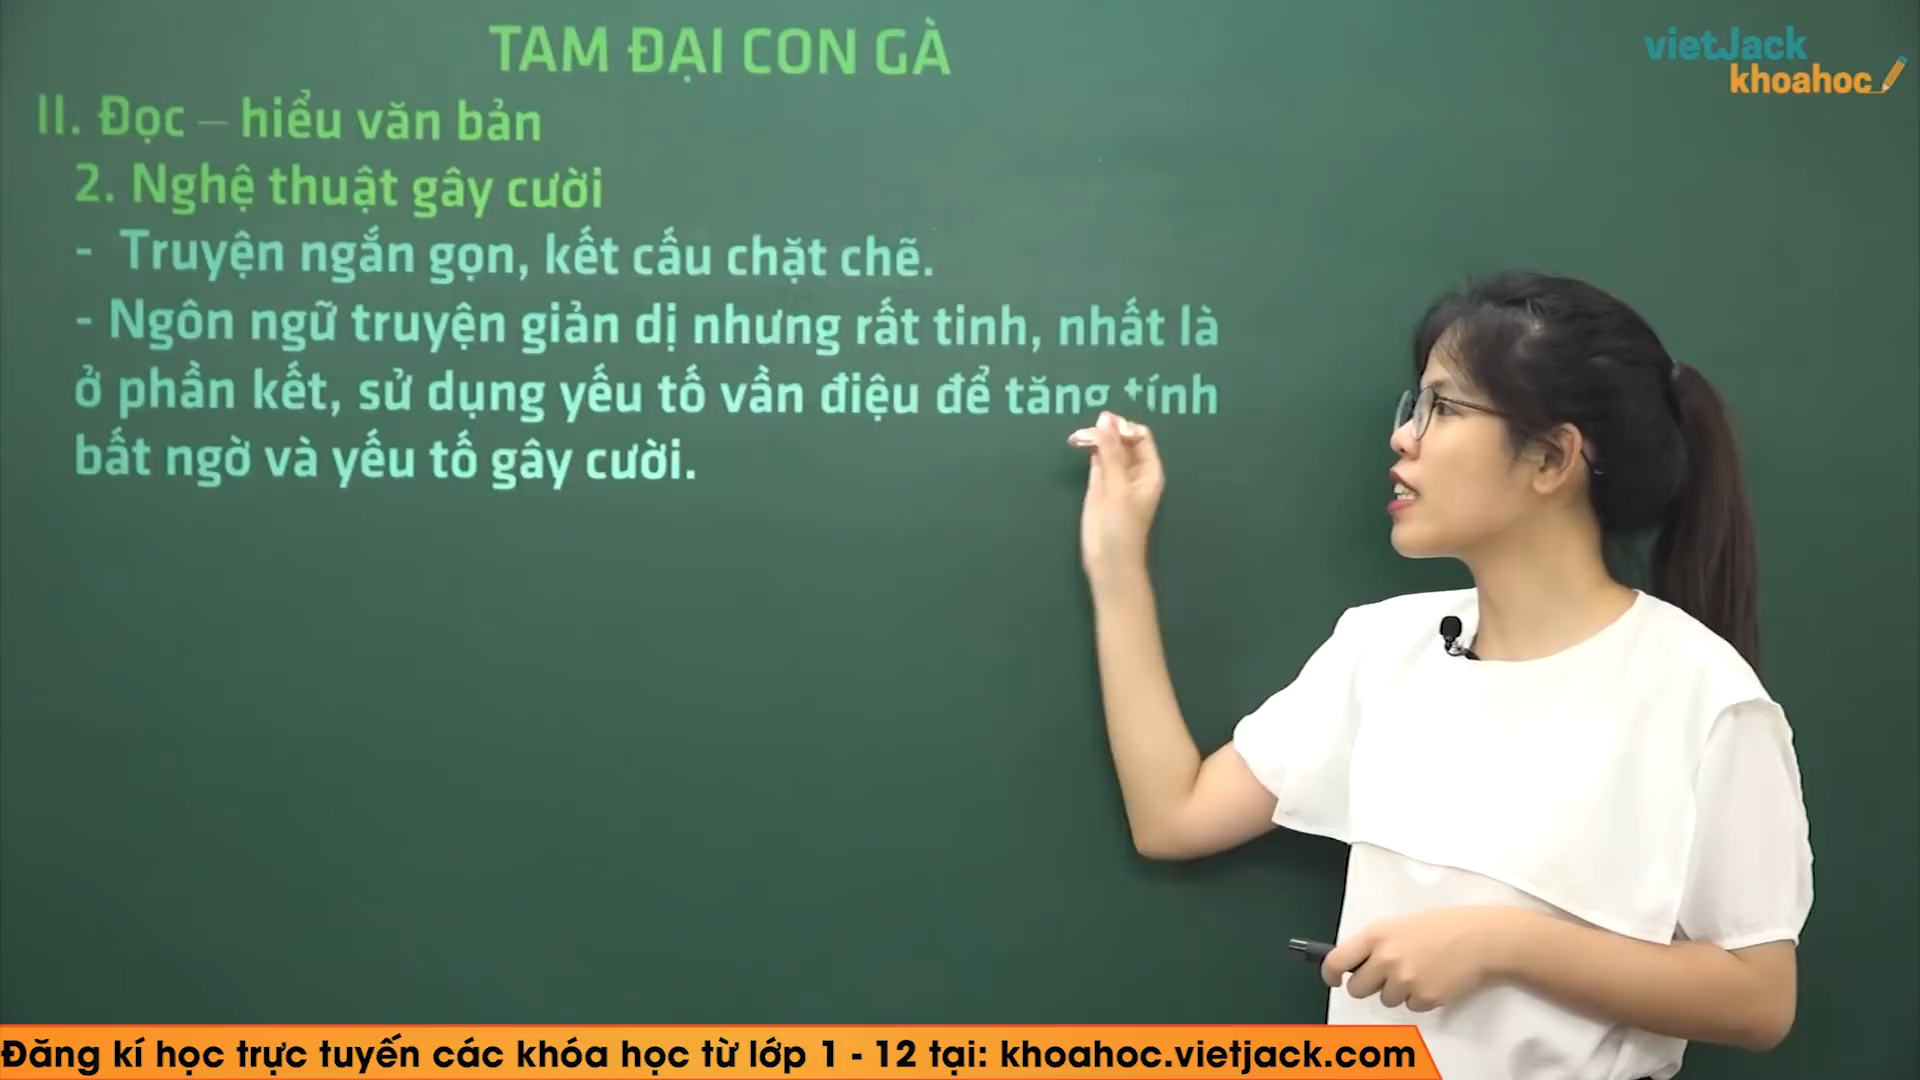 TAM ĐẠI CON GÀ
vietJack
khoahoc
II. Đọc – hiểu văn bản
2. Nghệ thuật gây cười
- Truyện ngắn gọn, kết cấu chặt chẽ.
- Ngôn ngữ truyện giản dị nhưng rất tinh, nhất là
ở phần kết, sử dụng yếu tố vần điệu để tăng tính
bất ngờ và yếu tố gây cười.
Đăng kí học trực tuyến các khóa học từ lớp 1 - 12 tại: khoahoc.vietjack.com